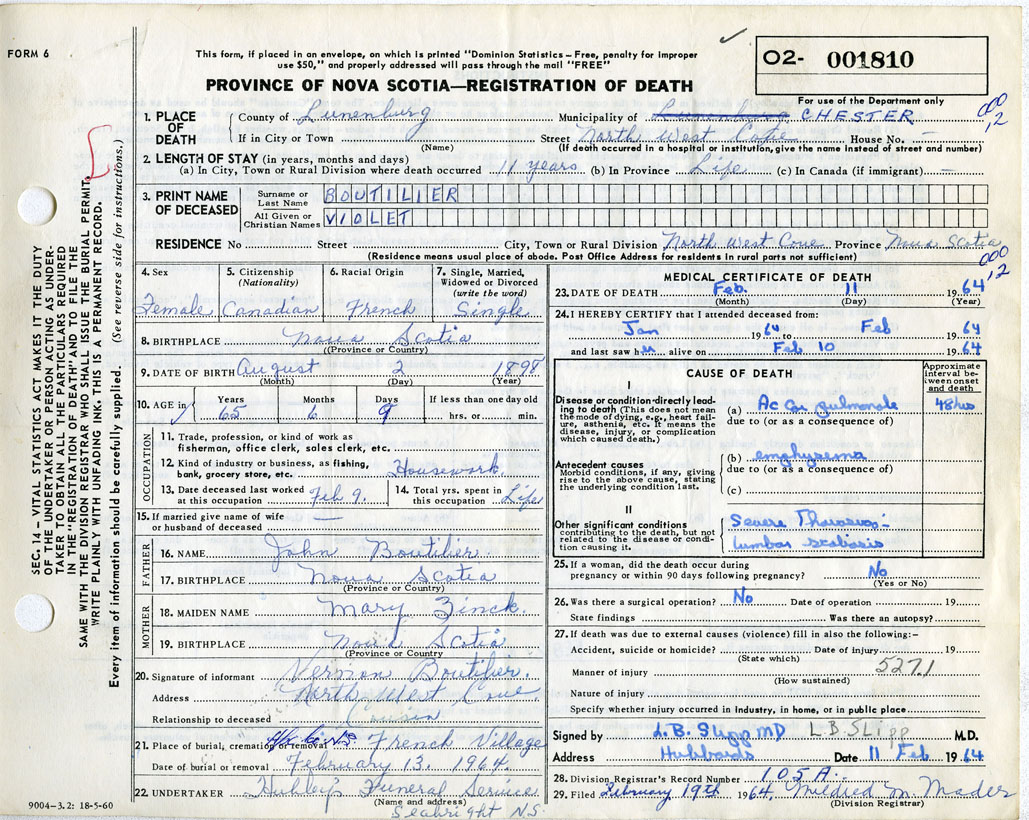 FORM 6
This form, if placed in an envelope, on which is printed "Dominion Statistics—Free, penalty for improper
use $50," and properly addressed will pass through the mail "FREE"
O2- 001810
PROVINCE OF NOVA SCOTIA—REGISTRATION OF DEATH
For use of the Department only
1. PLACE OF DEATH
County of Lunenburg Municipality of Lunenburg CHESTER
000
12
If in City or Town (Name) Street North West Cove House No. —
(If death occurred in a hospital or institution, give the name instead of street and number)
2. LENGTH OF STAY (in years, months and days)
(a) In City, Town or Rural Division where death occurred 11 years (b) In Province Life (c) In Canada (if immigrant) —
3. PRINT NAME OF DECEASED
Surname or Last Name BOUTILIER
All Given or Christian Names VIOLET
RESIDENCE No Street City, Town or Rural Division North West Cove Province Nova Scotia
(Residence means usual place of abode. Post Office Address for residents in rural parts not sufficient)
000
12
4. Sex Female
5. Citizenship (Nationality) Canadian
6. Racial Origin French
7. Single, Married, Widowed or Divorced (write the word) Single
8. BIRTHPLACE Nova Scotia
(Province or Country)
9. DATE OF BIRTH August 2 1898
(Month) (Day) (Year)
10. AGE in Years 65 Months 6 Days 9 If less than one day old hrs. or min.
OCCUPATION
11. Trade, profession, or kind of work as
fisherman, office clerk, sales clerk, etc.
12. Kind of industry or business, as fishing,
bank, grocery store, etc. Housework.
13. Date deceased last worked at this occupation Feb 9.
14. Total yrs. spent in this occupation Life
15. If married give name of wife
or husband of deceased —
FATHER
16. NAME John Boutilier.
17. BIRTHPLACE Nova Scotia
(Province or Country)
MOTHER
18. MAIDEN NAME Mary Zinck.
19. BIRTHPLACE Nova Scotia
Province or Country)
20. Signature of informant Vernon Boutilier.
Address North West Cove.
Relationship to deceased Cousin
21. Place of burial, cremation or removal N.S. French Village
Date of burial or removal February 13. 1964.
22. UNDERTAKER Hubley's Funeral Service
(Name and address)
Seabright N.S.
9004—3.2: 18-5-60
MEDICAL CERTIFICATE OF DEATH
23. DATE OF DEATH Feb. 11 1964
(Month) (Day) (Year)
24. I HEREBY CERTIFY that I attended deceased from:
Jan 1964 to Feb 64
and last saw h alive on Feb 10 1964
CAUSE OF DEATH
Approximate interval between onset and death
I
Disease or condition directly leading to death (This does not
mean the mode of dying, e.g., heart failure, asthenia, etc. It means the
disease, injury, or complication
which caused death.)
(a) Ac Cor pulmonale 48 hrs
due to (or as a consequence of)
Antecedent causes
Morbid conditions, if any, giving
rise to the above cause, stating
the underlying condition last.
(b) emphysema
due to (or as a consequence of)
(c)
II
Other significant conditions
contributing to the death, but not
related to the disease or condition
causing it.
Severe
lumbar
25. If a woman, did the death occur during
pregnancy or within 90 days following pregnancy? No
(Yes or No)
26. Was there a surgical operation? No Date of operation 19
State findings Was there an autopsy?
27. If death was due to external causes (violence) fill in also the following:—
Accident, suicide or homicide? Date of injury 19
(State which)
Manner of injury 527.1
(How sustained)
Nature of injury
Specify whether injury occurred in industry, in home, or in public place
Signed by L.B. Slipp MD L B SLipp M.D.
Address Hubbards Date 11 Feb 1964
28. Division Registrar's Record Number 105A.
29. Filed February 19th 1964, Mildred M. Mader
(Division Registrar)
SEC. 14 — VITAL STATISTICS ACT MAKES IT THE DUTY
OF THE UNDERTAKER OR PERSON ACTING AS UNDER-
TAKER TO OBTAIN ALL THE PARTICULARS REQUIRED
IN THE "REGISTRATION OF DEATH" AND TO FILE THE
SAME WITH THE DIVISION REGISTRAR WHO SHALL ISSUE THE BURIAL PERMIT.
WRITE PLAINLY WITH UNFADING INK. THIS IS A PERMANENT RECORD.
Every item of information should be carefully supplied. (See reverse side for instructions.)